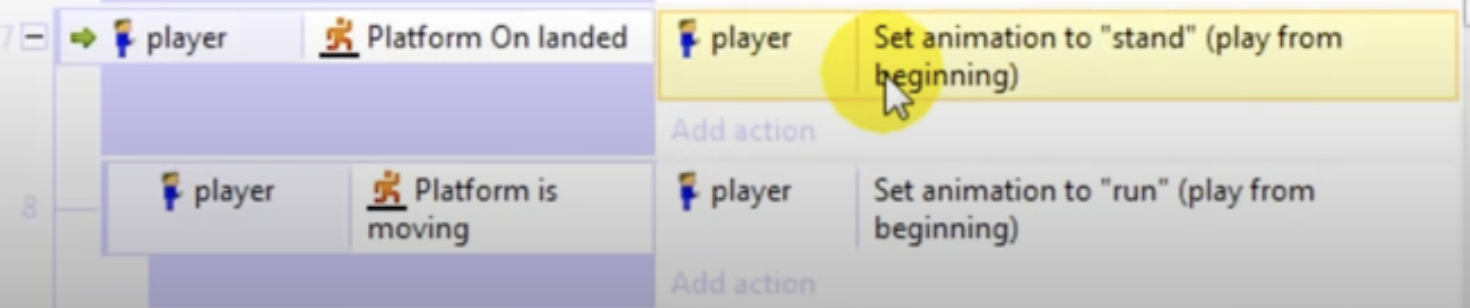 7 player Platform On landed player Set animation to "stand" (play from
beginning)
Add action
8 player Platform is player Set animation to "run" (play from
moving beginning)
Add action